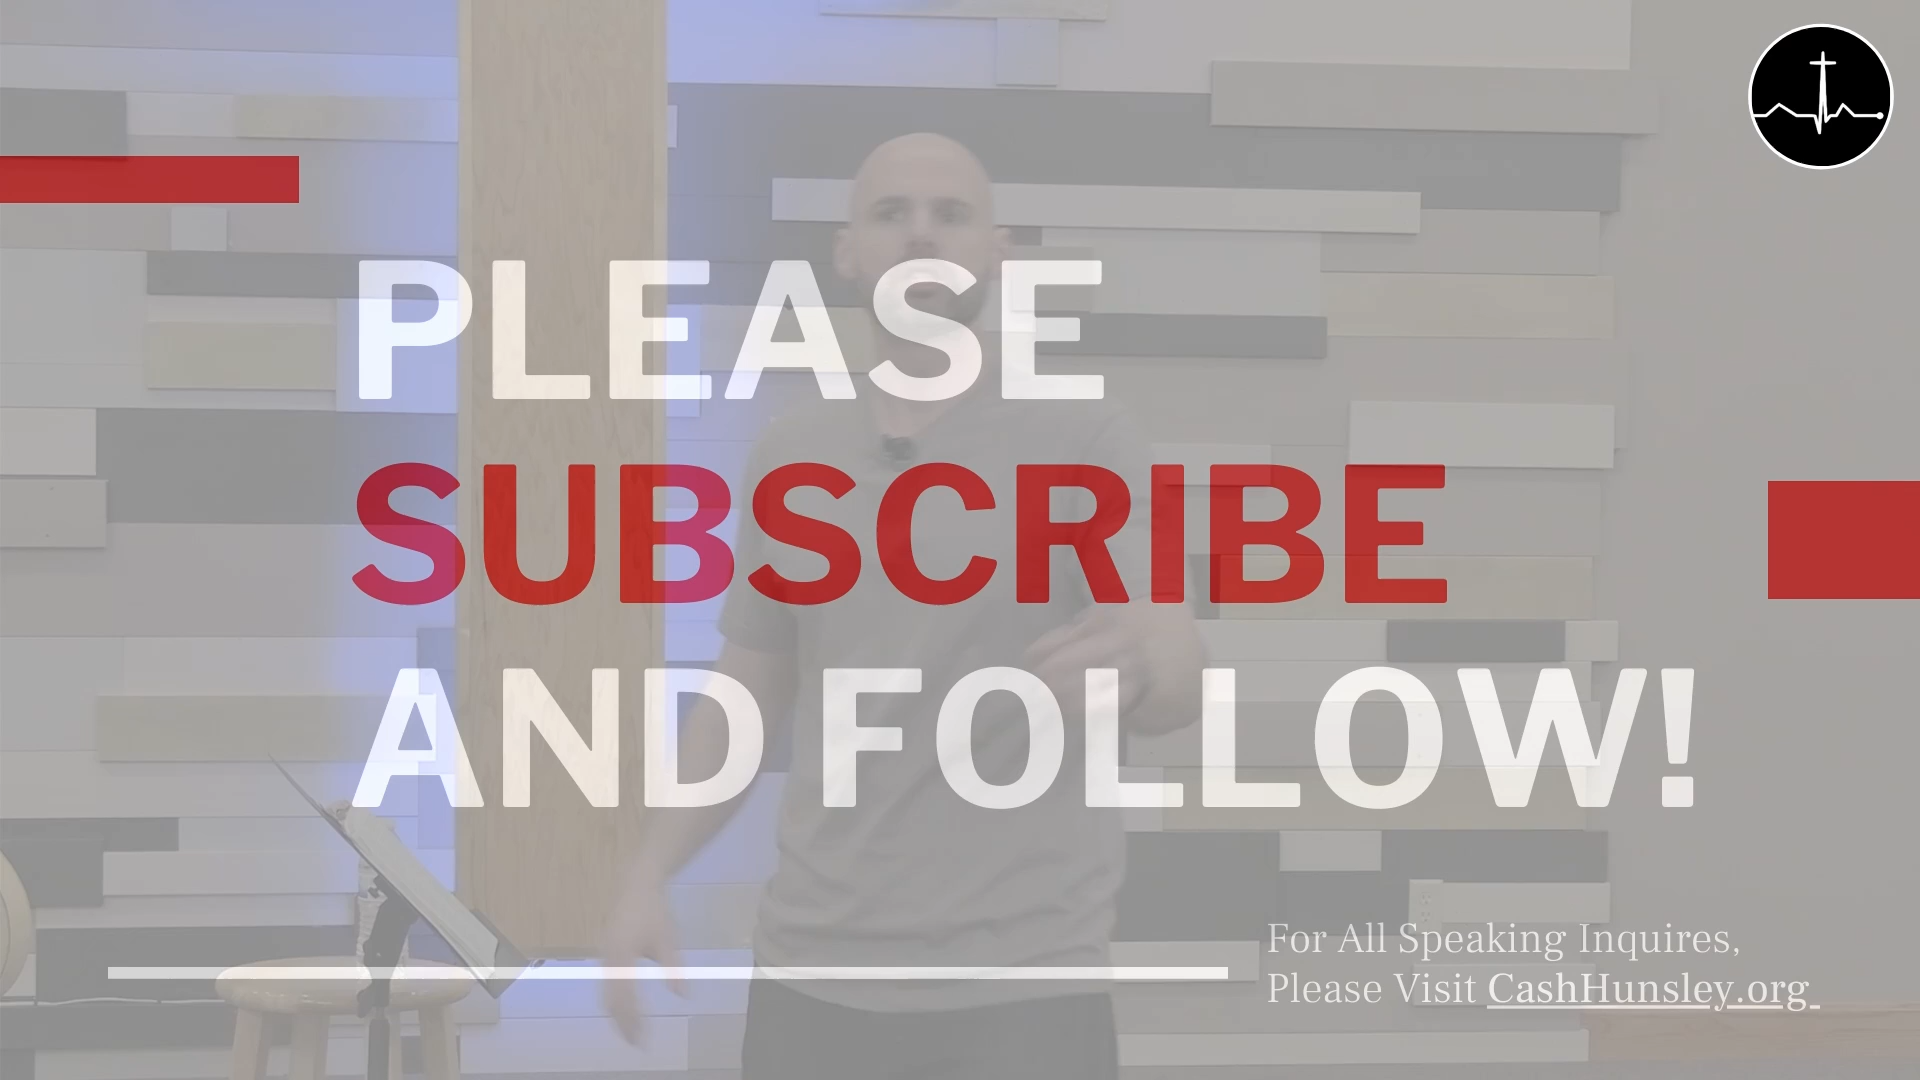 PLEASE
SUBSCRIBE
AND FOLLOW!
For All Speaking Inquires,
Please Visit CashHunsley.org